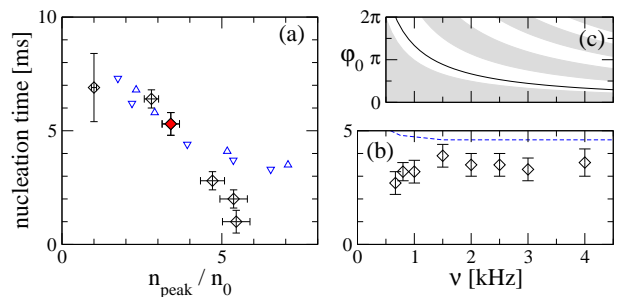 10
(a)
nucleation time [ms]
5
0
0
5
n_peak / n_0
2π
(c)
φ_0 π
0
5
(b)
0
0
1
2
3
4
ν [kHz]